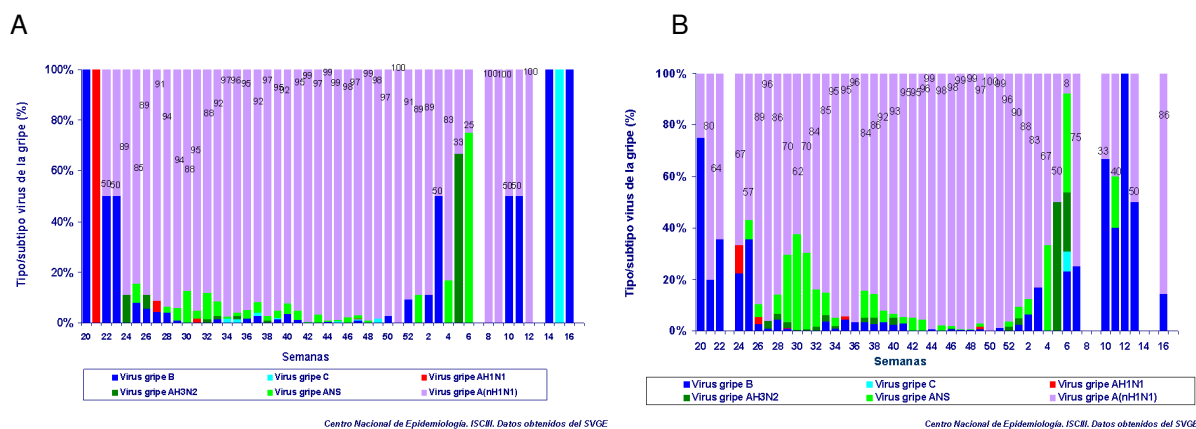 A
Tipo/subtipo virus de la gripe (%)
100%
80%
60%
40%
20%
0%
50 50 89 85 89 91 94 94 88 95 88 92 97 96 95 92 97 95 92 95 99 97 99 99 98 97 99 98 97 100 91 89 89 50 83 33 25 100 100 50 50 100
20 22 24 26 28 30 32 34 36 38 40 42 44 46 48 50 52 2 4 6 8 10 12 14 16
Semanas
Virus gripe B Virus gripe C Virus gripe AH1N1
Virus gripe AH3N2 Virus gripe ANS Virus gripe A(nH1N1)
Centro Nacional de Epidemiología. ISCIII. Datos obtenidos del SVGE
B
Tipo/subtipo virus de la gripe (%)
100%
80%
60%
40%
20%
0%
80 64 67 57 89 96 86 70 62 70 84 85 95 95 96 84 86 92 93 95 95 96 99 98 98 99 99 97 100 99 96 90 88 83 67 50 8 75 33 40 50 86
20 22 24 26 28 30 32 34 36 38 40 42 44 46 48 50 52 2 4 6 8 10 12 14 16
Semanas
Virus gripe B Virus gripe C Virus gripe AH1N1
Virus gripe AH3N2 Virus gripe ANS Virus gripe A(nH1N1)
Centro Nacional de Epidemiología. ISCIII. Datos obtenidos del SVGE